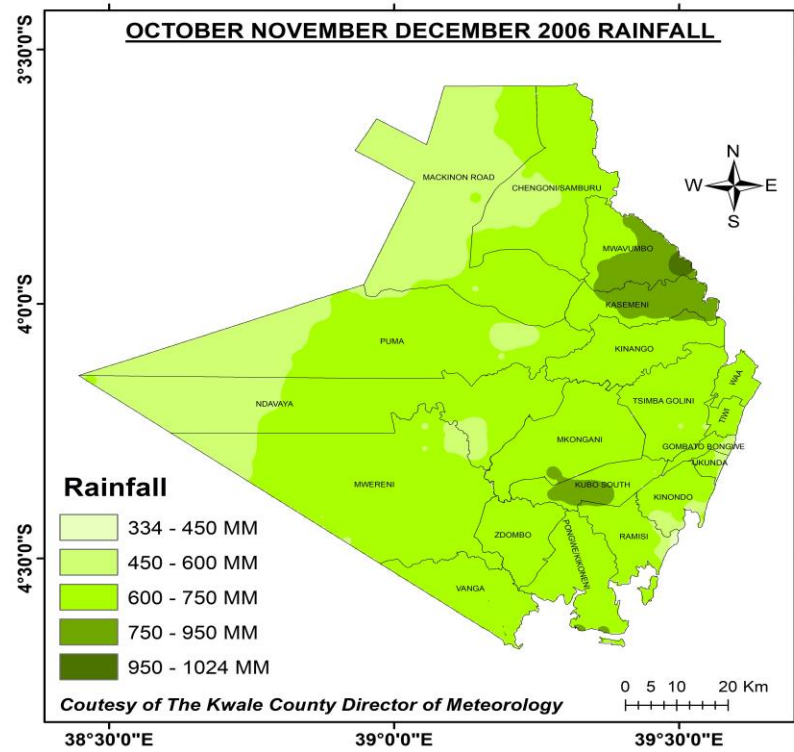 OCTOBER NOVEMBER DECEMBER 2006 RAINFALL
3°30'0"S
4°0'0"S
4°30'0"S
N
W E
S
MACKINON ROAD
CHENGONI/SAMBURU
MWAVUMBO
KASEMENI
PUMA
KINANGO
WAA
NDAVAYA
TSIMBA GOLINI
TIWI
MKONGANI
GOMBATO BONGWE
UKUNDA
MWERENI
KUBO SOUTH
KINONDO
ZDOMBO
PONGWE/KIKONENI
RAMISI
VANGA
Rainfall
334 - 450 MM
450 - 600 MM
600 - 750 MM
750 - 950 MM
950 - 1024 MM
Coutesy of The Kwale County Director of Meteorology
0 5 10 20 Km
38°30'0"E
39°0'0"E
39°30'0"E